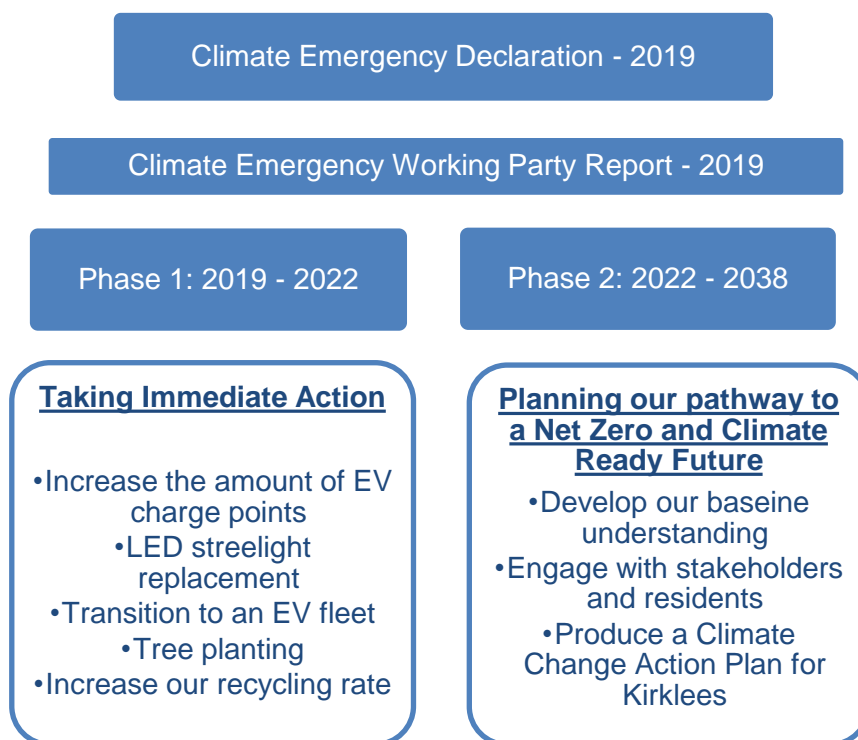 Climate Emergency Declaration - 2019
Climate Emergency Working Party Report - 2019
Phase 1: 2019 - 2022
Phase 2: 2022 - 2038
Taking Immediate Action
•Increase the amount of EV
charge points
•LED streelight
replacement
•Transition to an EV fleet
•Tree planting
•Increase our recycling rate
Planning our pathway to
a Net Zero and Climate
Ready Future
•Develop our baseine
understanding
•Engage with stakeholders
and residents
•Produce a Climate
Change Action Plan for
Kirklees